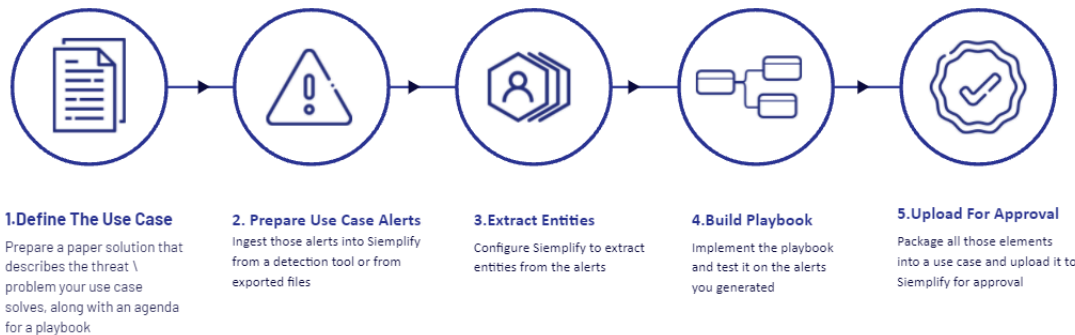 1.Define The Use Case
Prepare a paper solution that
describes the threat \
problem your use case
solves, along with an agenda
for a playbook
2. Prepare Use Case Alerts
Ingest those alerts into Siemplify
from a detection tool or from
exported files
3.Extract Entities
Configure Siemplify to extract
entities from the alerts
4.Build Playbook
Implement the playbook
and test it on the alerts
you generated
5.Upload For Approval
Package all those elements
into a use case and upload it to
Siemplify for approval